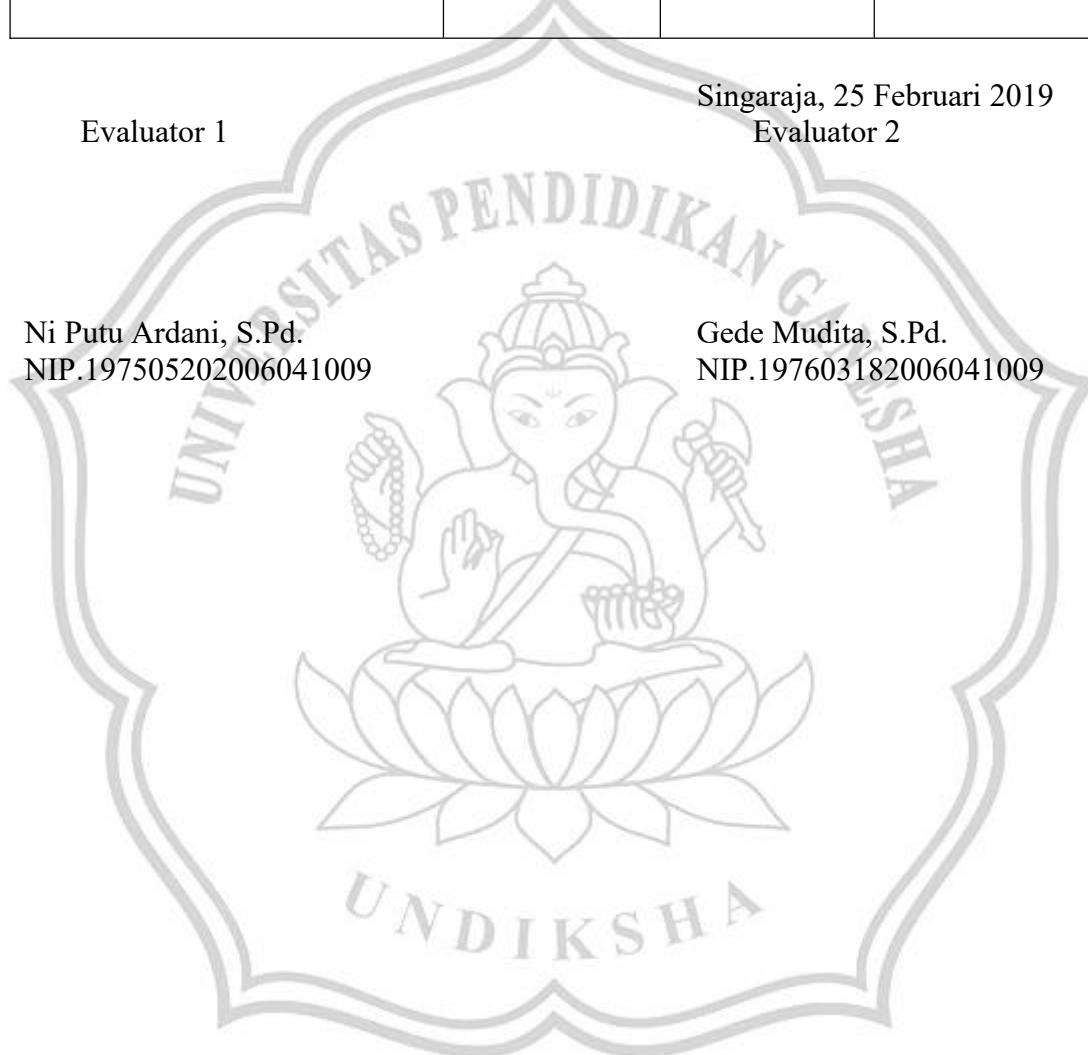 Singaraja, 25 Februari 2019
Evaluator 1 Evaluator 2
UNIVERSITAS PENDIDIKAN GANESHA
Ni Putu Ardani, S.Pd. Gede Mudita, S.Pd.
NIP.197505202006041009 NIP.197603182006041009
UNDIKSHA